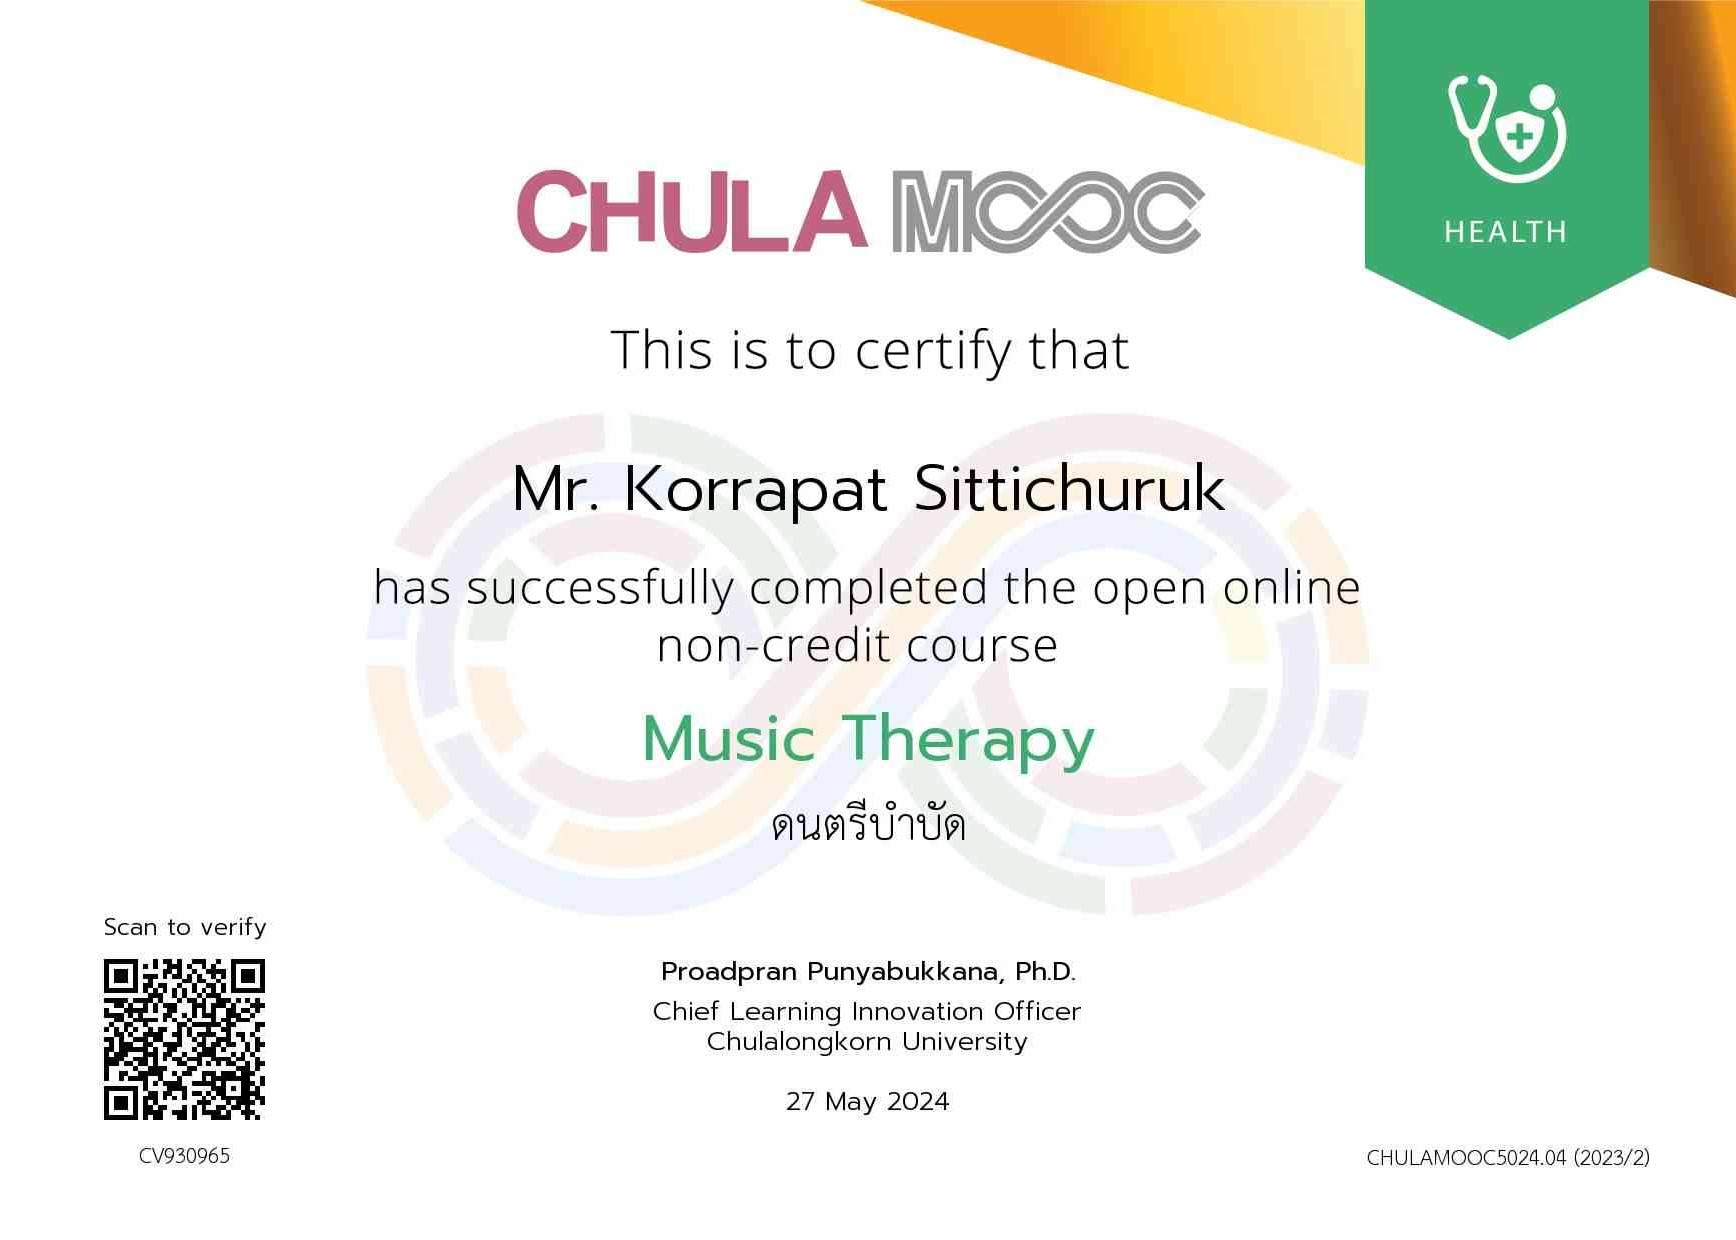 CHULA MOOC
HEALTH
This is to certify that
Mr. Korrapat Sittichuruk
has successfully completed the open online
non-credit course
Music Therapy
ดนตรีบำบัด
Scan to verify
CV930965
Proadpran Punyabukkana, Ph.D.
Chief Learning Innovation Officer
Chulalongkorn University
27 May 2024
CHULAMOOC5024.04 (2023/2)